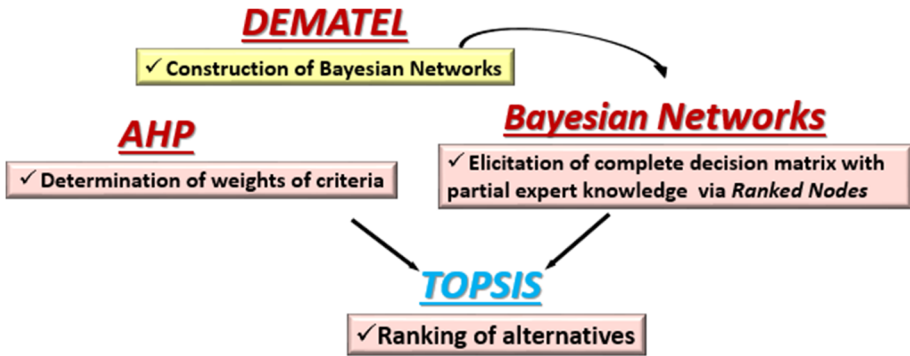 DEMATEL
✓ Construction of Bayesian Networks
AHP
✓ Determination of weights of criteria
Bayesian Networks
✓ Elicitation of complete decision matrix with
partial expert knowledge via Ranked Nodes
TOPSIS
✓ Ranking of alternatives